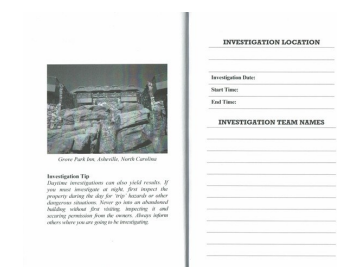 Grove Park Inn, Asheville, North Carolina
Investigation Tip
Daytime investigations can also yield results. If
you must investigate at night, first inspect the
property during the day for 'trip' hazards or other
dangerous situations. Never go into an abandoned
building without first visiting, inspecting it and
securing permission from the owners. Always inform
others where you are going to be investigating.
INVESTIGATION LOCATION
Investigation Date:
Start Time:
End Time:
INVESTIGATION TEAM NAMES